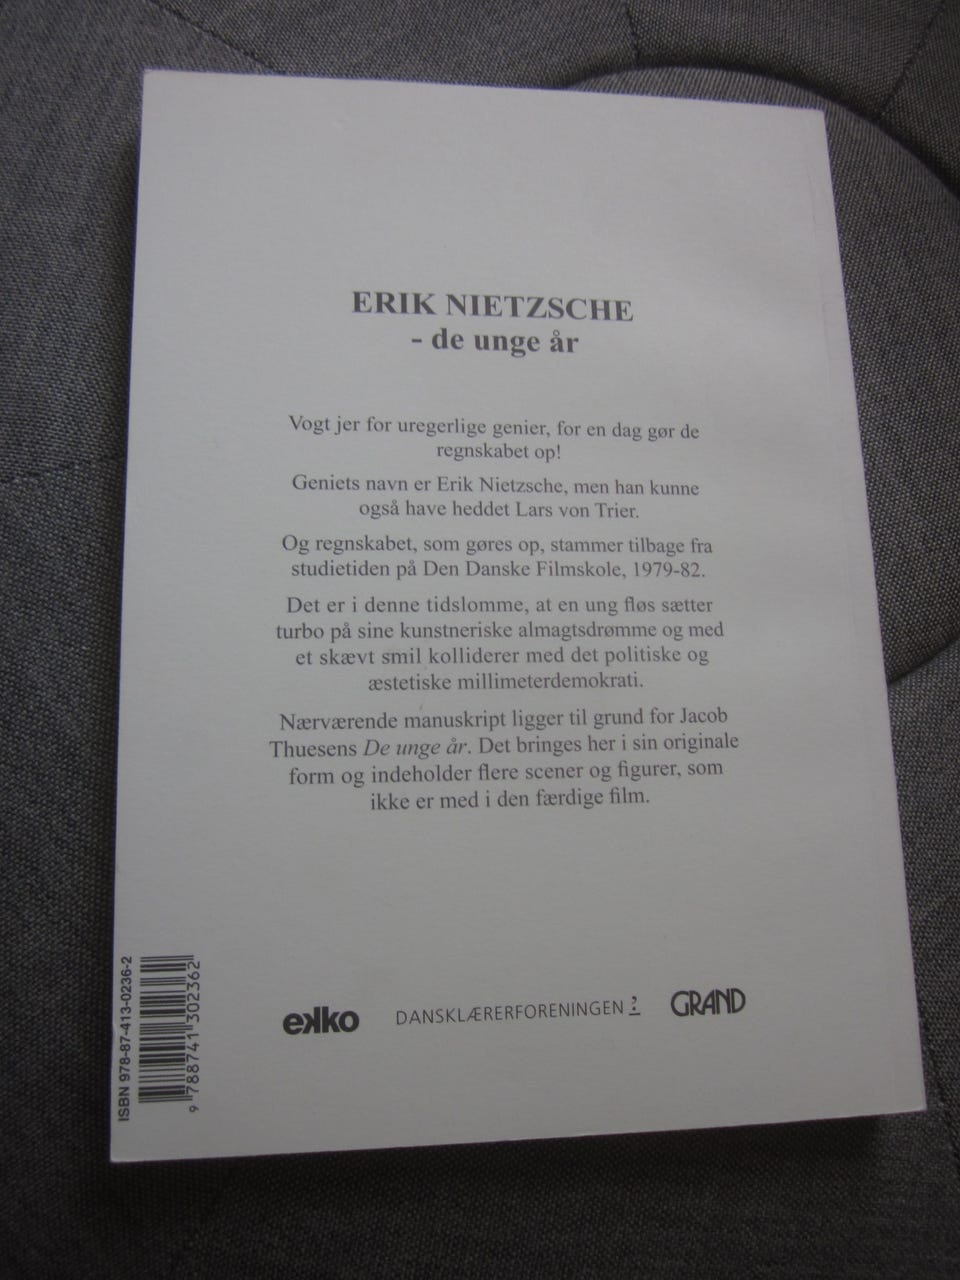 ERIK NIETZSCHE
- de unge år
Vogt jer for uregerlige genier, for en dag gør de
regnskabet op!
Geniets navn er Erik Nietzsche, men han kunne
også have heddet Lars von Trier.
Og regnskabet, som gøres op, stammer tilbage fra
studietiden på Den Danske Filmskole, 1979-82.
Det er i denne tidslomme, at en ung fløs sætter
turbo på sine kunstneriske almagtsdrømme og med
et skævt smil kolliderer med det politiske og
æstetiske millimeterdemokrati.
Nærværende manuskript ligger til grund for Jacob
Thuesens De unge år. Det bringes her i sin originale
form og indeholder flere scener og figurer, som
ikke er med i den færdige film.
ISBN 978-87-413-0236-2
9 788741 302362
ekko
DANSKLÆRERFORENINGEN
GRAND